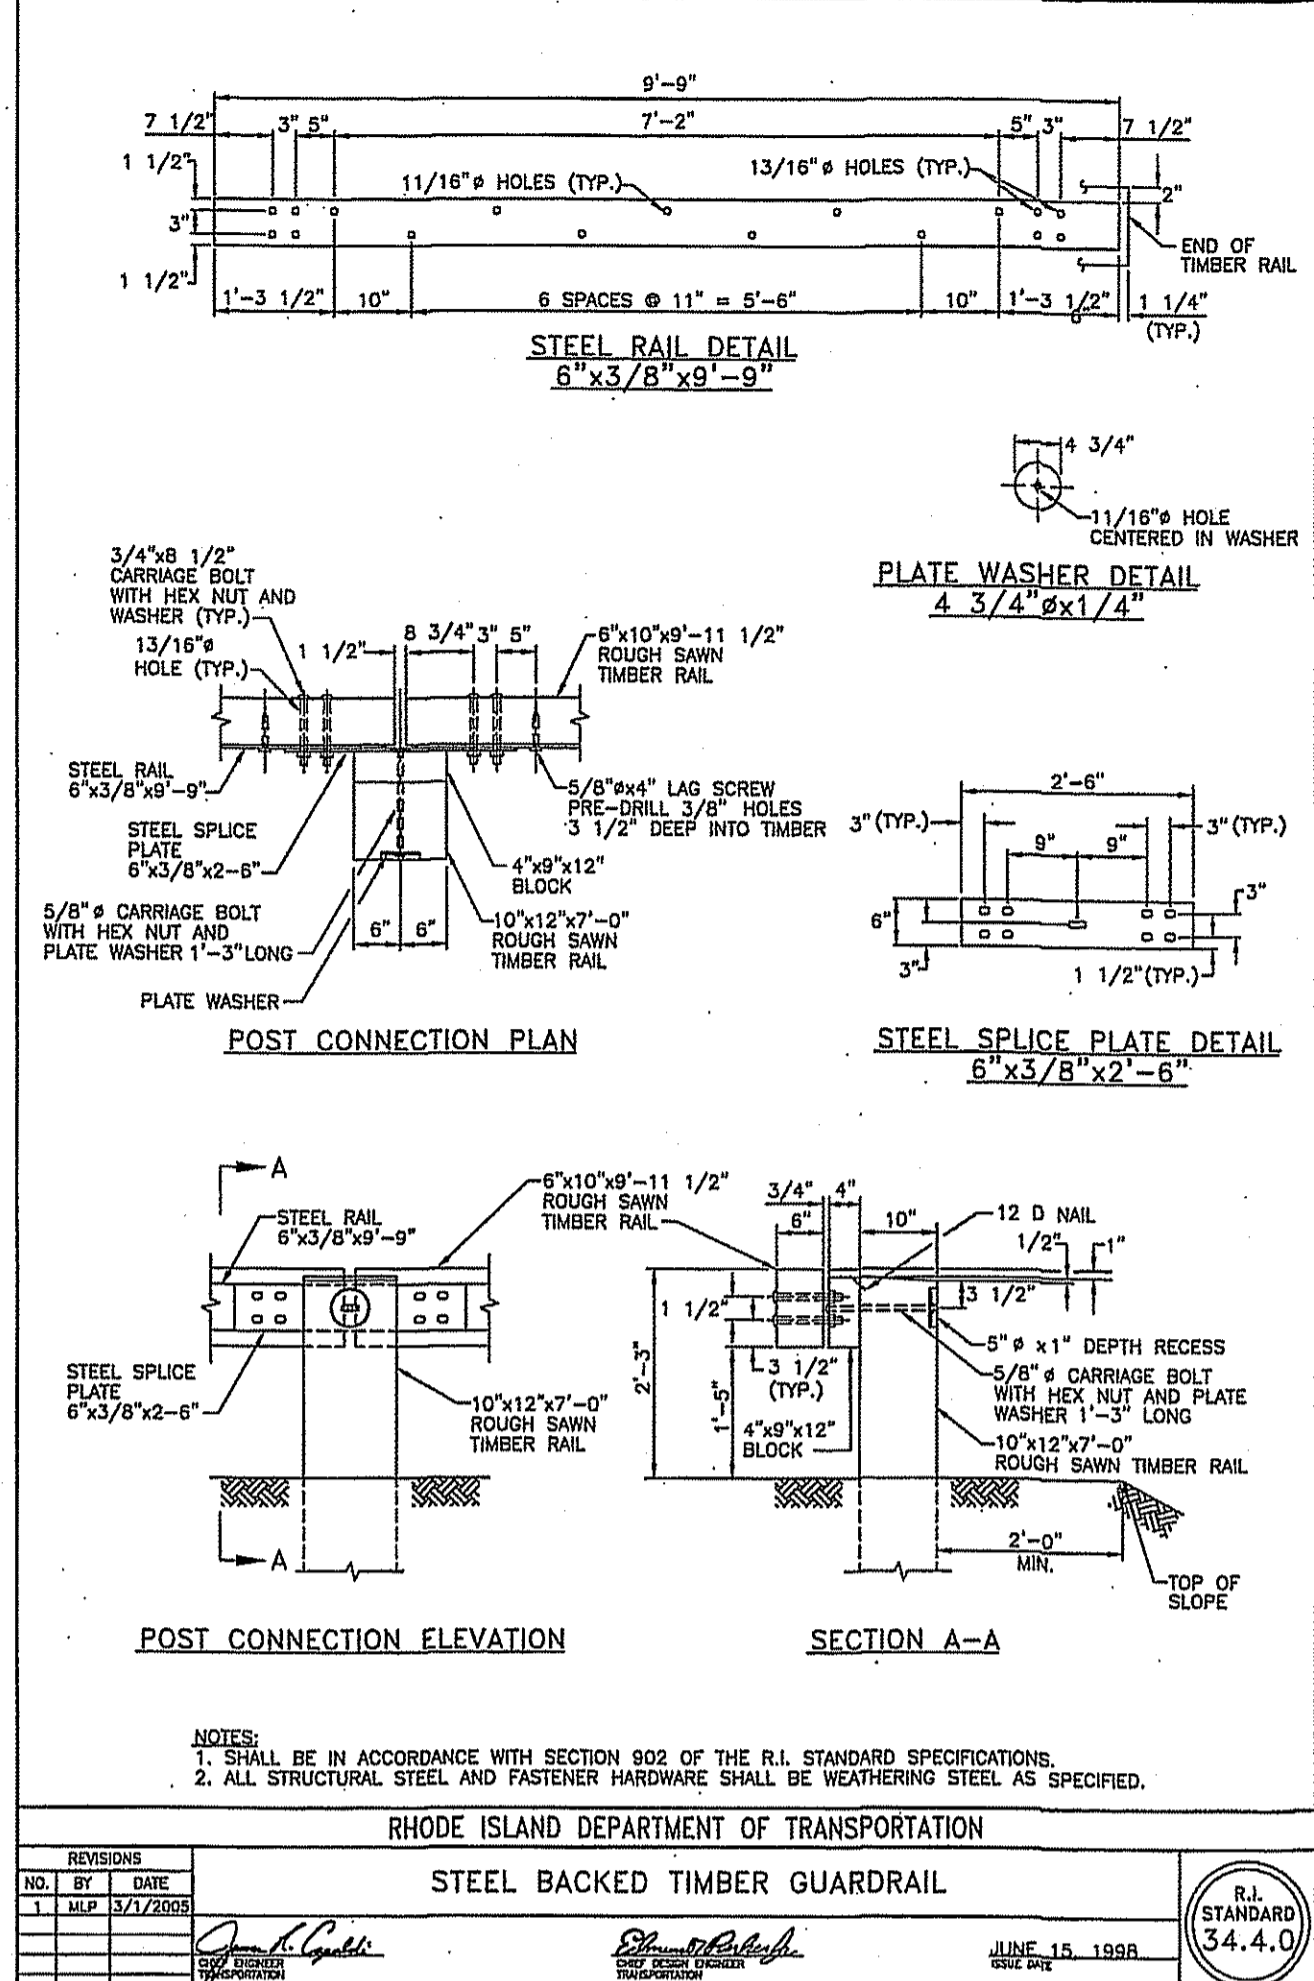 9'-9"
7 1/2"
3"
5"
7'-2"
5"
3"
7 1/2"
1 1/2"
11/16"ø HOLES (TYP.)
13/16"ø HOLES (TYP.)
2"
3"
END OF
TIMBER RAIL
1 1/2"
1'-3 1/2"
10"
6 SPACES @ 11" = 5'-6"
10"
1'-3 1/2"
1 1/4"
(TYP.)
STEEL RAIL DETAIL
6"x3/8"x9'-9"
4 3/4"
11/16"ø HOLE
CENTERED IN WASHER
PLATE WASHER DETAIL
4 3/4"øx1/4"
3/4"x8 1/2"
CARRIAGE BOLT
WITH HEX NUT AND
WASHER (TYP.)
13/16"ø
HOLE (TYP.)
1 1/2"
8 3/4"
3"
5"
6"x10"x9'-11 1/2"
ROUGH SAWN
TIMBER RAIL
STEEL RAIL
6"x3/8"x9'-9"
STEEL SPLICE
PLATE
6"x3/8"x2-6"
5/8"øx4" LAG SCREW
PRE-DRILL 3/8" HOLES
3 1/2" DEEP INTO TIMBER
4"x9"x12"
BLOCK
5/8"ø CARRIAGE BOLT
WITH HEX NUT AND
PLATE WASHER 1'-3"LONG
6"
6"
10"x12"x7'-0"
ROUGH SAWN
TIMBER RAIL
PLATE WASHER
POST CONNECTION PLAN
2'-6"
3"(TYP.)
3"(TYP.)
9"
9"
6"
3"
3"
1 1/2"(TYP.)
STEEL SPLICE PLATE DETAIL
6"x3/8"x2'-6"
A
STEEL RAIL
6"x3/8"x9'-9"
6"x10"x9'-11 1/2"
ROUGH SAWN
TIMBER RAIL
STEEL SPLICE
PLATE
6"x3/8"x2-6"
10"x12"x7'-0"
ROUGH SAWN
TIMBER RAIL
A
POST CONNECTION ELEVATION
3/4"
4"
6"
10"
12 D NAIL
1/2"
1"
1 1/2"
3 1/2"
2'-3"
5"ø x1" DEPTH RECESS
3 1/2"
(TYP.)
1'-5"
5/8" ø CARRIAGE BOLT
WITH HEX NUT AND PLATE
WASHER 1'-3" LONG
4"x9"x12"
BLOCK
10"x12"x7'-0"
ROUGH SAWN TIMBER RAIL
2'-0"
MIN.
TOP OF
SLOPE
SECTION A-A
NOTES:
1. SHALL BE IN ACCORDANCE WITH SECTION 902 OF THE R.I. STANDARD SPECIFICATIONS.
2. ALL STRUCTURAL STEEL AND FASTENER HARDWARE SHALL BE WEATHERING STEEL AS SPECIFIED.
RHODE ISLAND DEPARTMENT OF TRANSPORTATION
REVISIONS
NO. BY DATE
1 MLP 3/1/2005
STEEL BACKED TIMBER GUARDRAIL
CHIEF ENGINEER
TRANSPORTATION
CHIEF DESIGN ENGINEER
TRANSPORTATION
JUNE 15, 1998
ISSUE DATE
R.I.
STANDARD
34.4.0